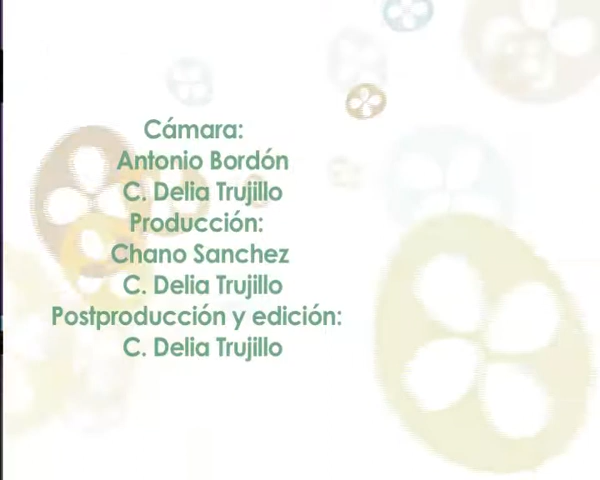 Cámara:
Antonio Bordón
C. Delia Trujillo
Producción:
Chano Sanchez
C. Delia Trujillo
Postproducción y edición:
C. Delia Trujillo